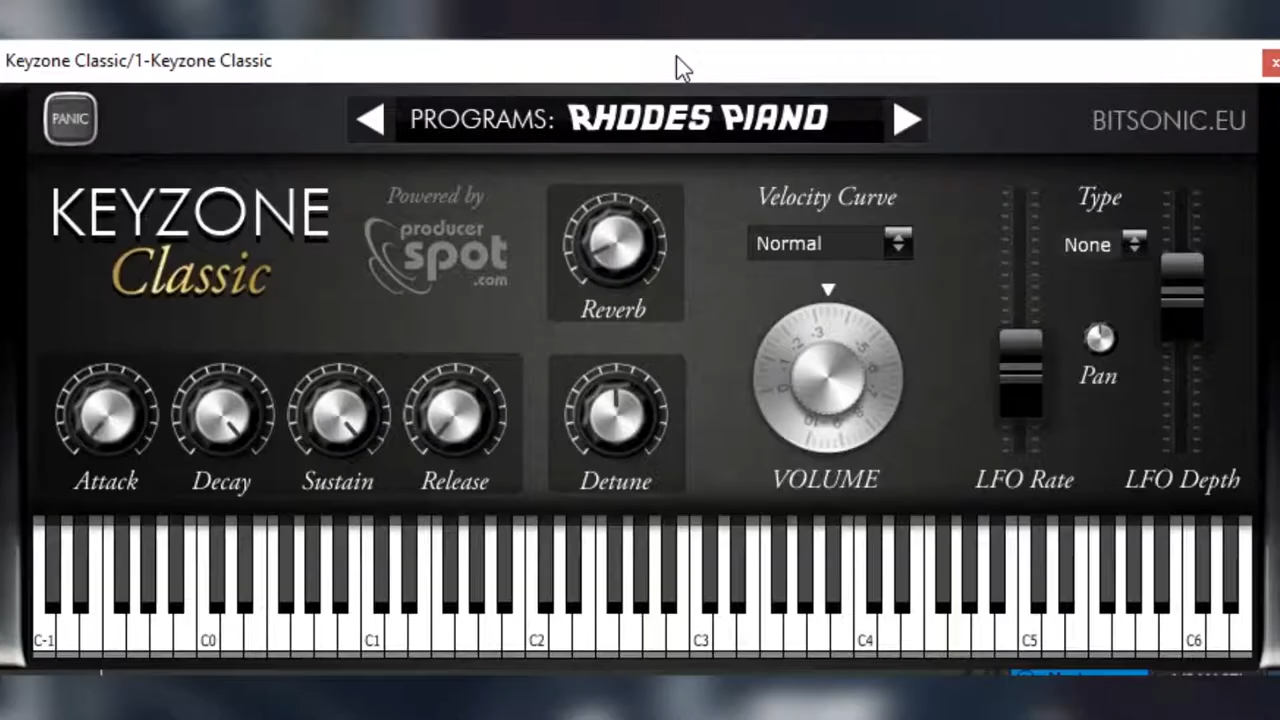 Keyzone Classic/1-Keyzone Classic
x
PANIC
PROGRAMS: RHODES PIANO
BITSONIC.EU
KEYZONE
Classic
Powered by
producer
spot
.com
Reverb
Velocity Curve
Normal
Type
None
Pan
Attack
Decay
Sustain
Release
Detune
VOLUME
LFO Rate
LFO Depth
C-1 C0 C1 C2 C3 C4 C5 C6